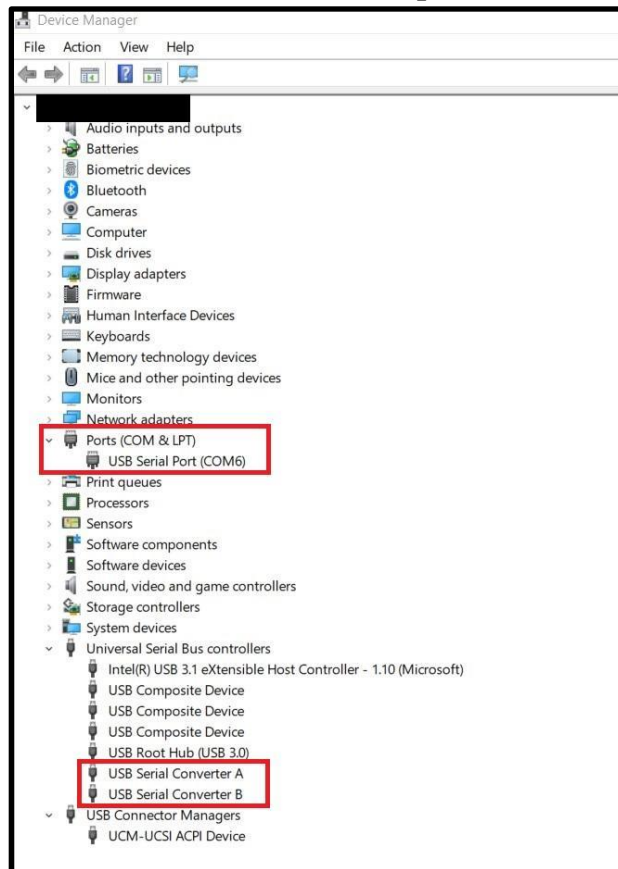 Device Manager
File Action View Help
Audio inputs and outputs
Batteries
Biometric devices
Bluetooth
Cameras
Computer
Disk drives
Display adapters
Firmware
Human Interface Devices
Keyboards
Memory technology devices
Mice and other pointing devices
Monitors
Network adapters
Ports (COM & LPT)
USB Serial Port (COM6)
Print queues
Processors
Sensors
Software components
Software devices
Sound, video and game controllers
Storage controllers
System devices
Universal Serial Bus controllers
Intel(R) USB 3.1 eXtensible Host Controller - 1.10 (Microsoft)
USB Composite Device
USB Composite Device
USB Composite Device
USB Root Hub (USB 3.0)
USB Serial Converter A
USB Serial Converter B
USB Connector Managers
UCM-UCSI ACPI Device